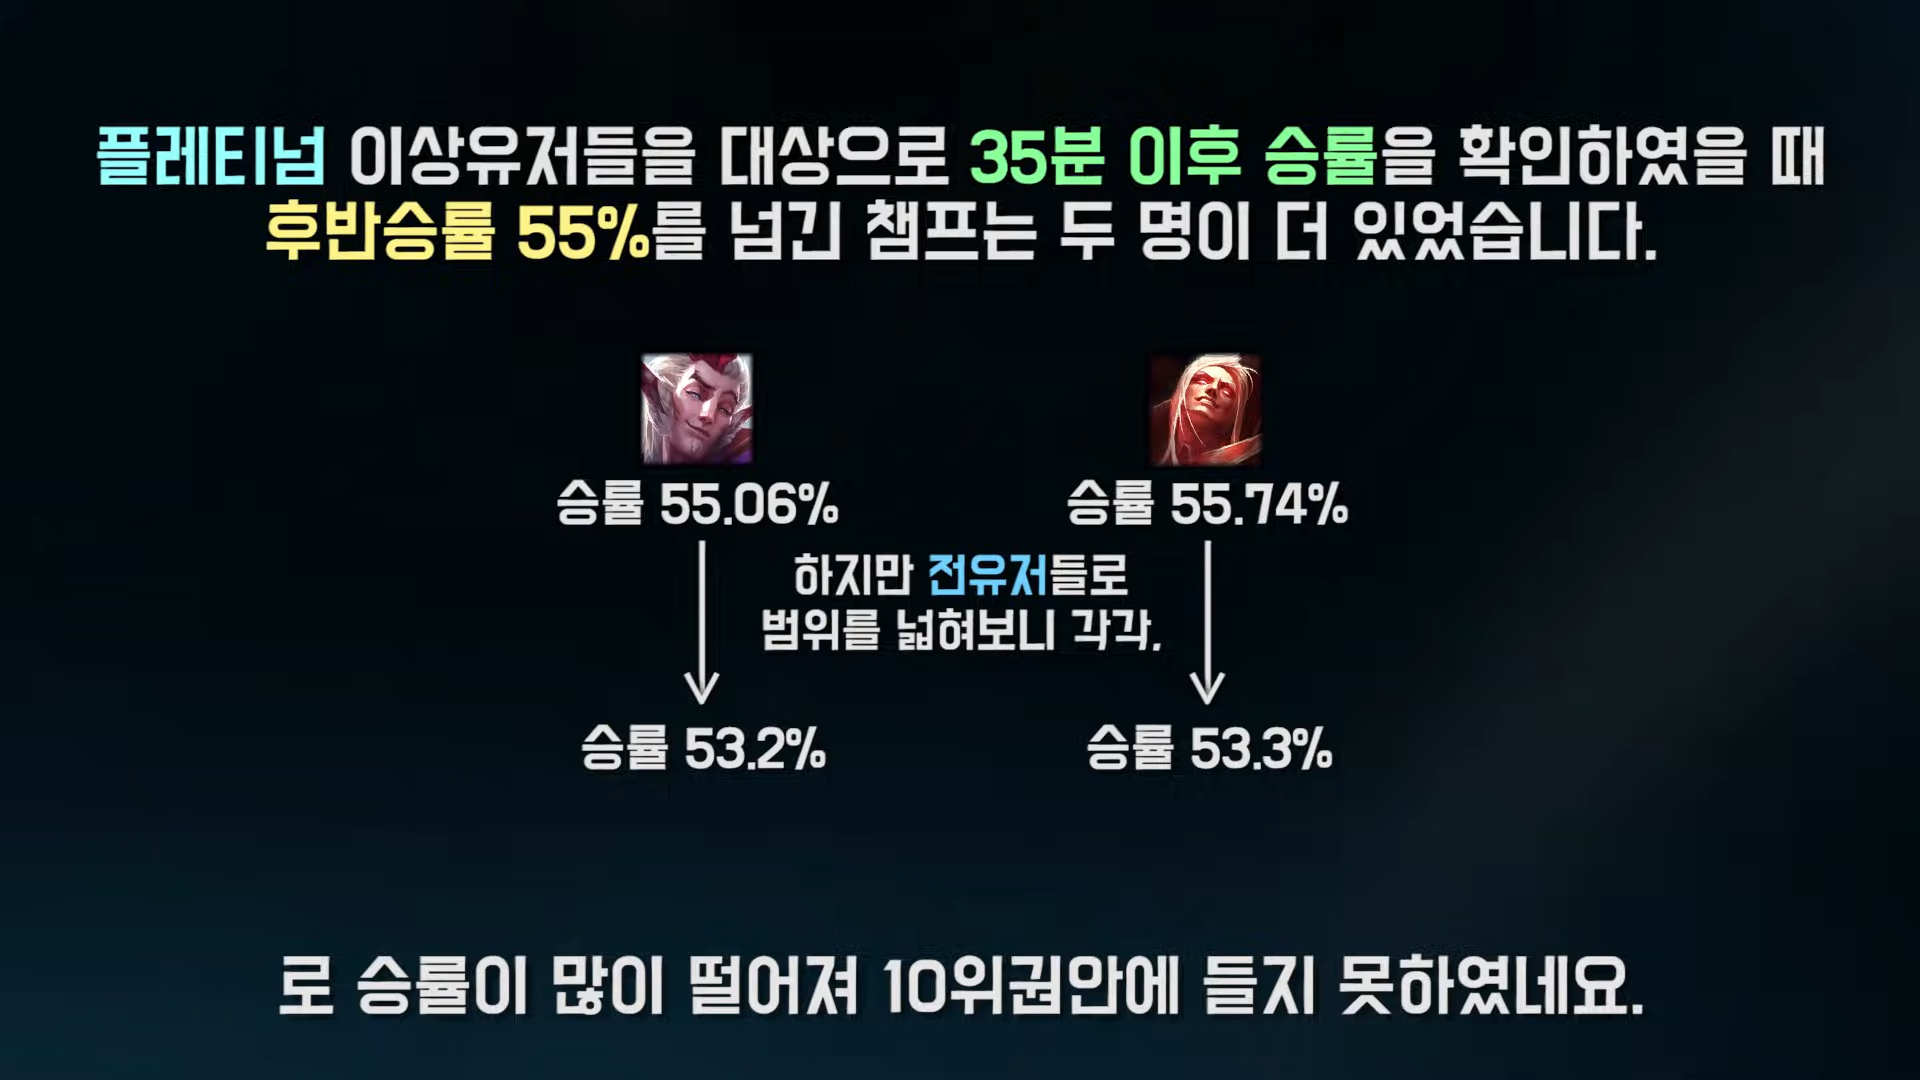 플레티넘 이상유저들을 대상으로 35분 이후 승률을 확인하였을 때
후반승률 55%를 넘긴 챔프는 두 명이 더 있었습니다.
승률 55.06%
승률 55.74%
하지만 전유저들로
범위를 넓혀보니 각각,
승률 53.2%
승률 53.3%
로 승률이 많이 떨어져 10위권안에 들지 못하였네요.